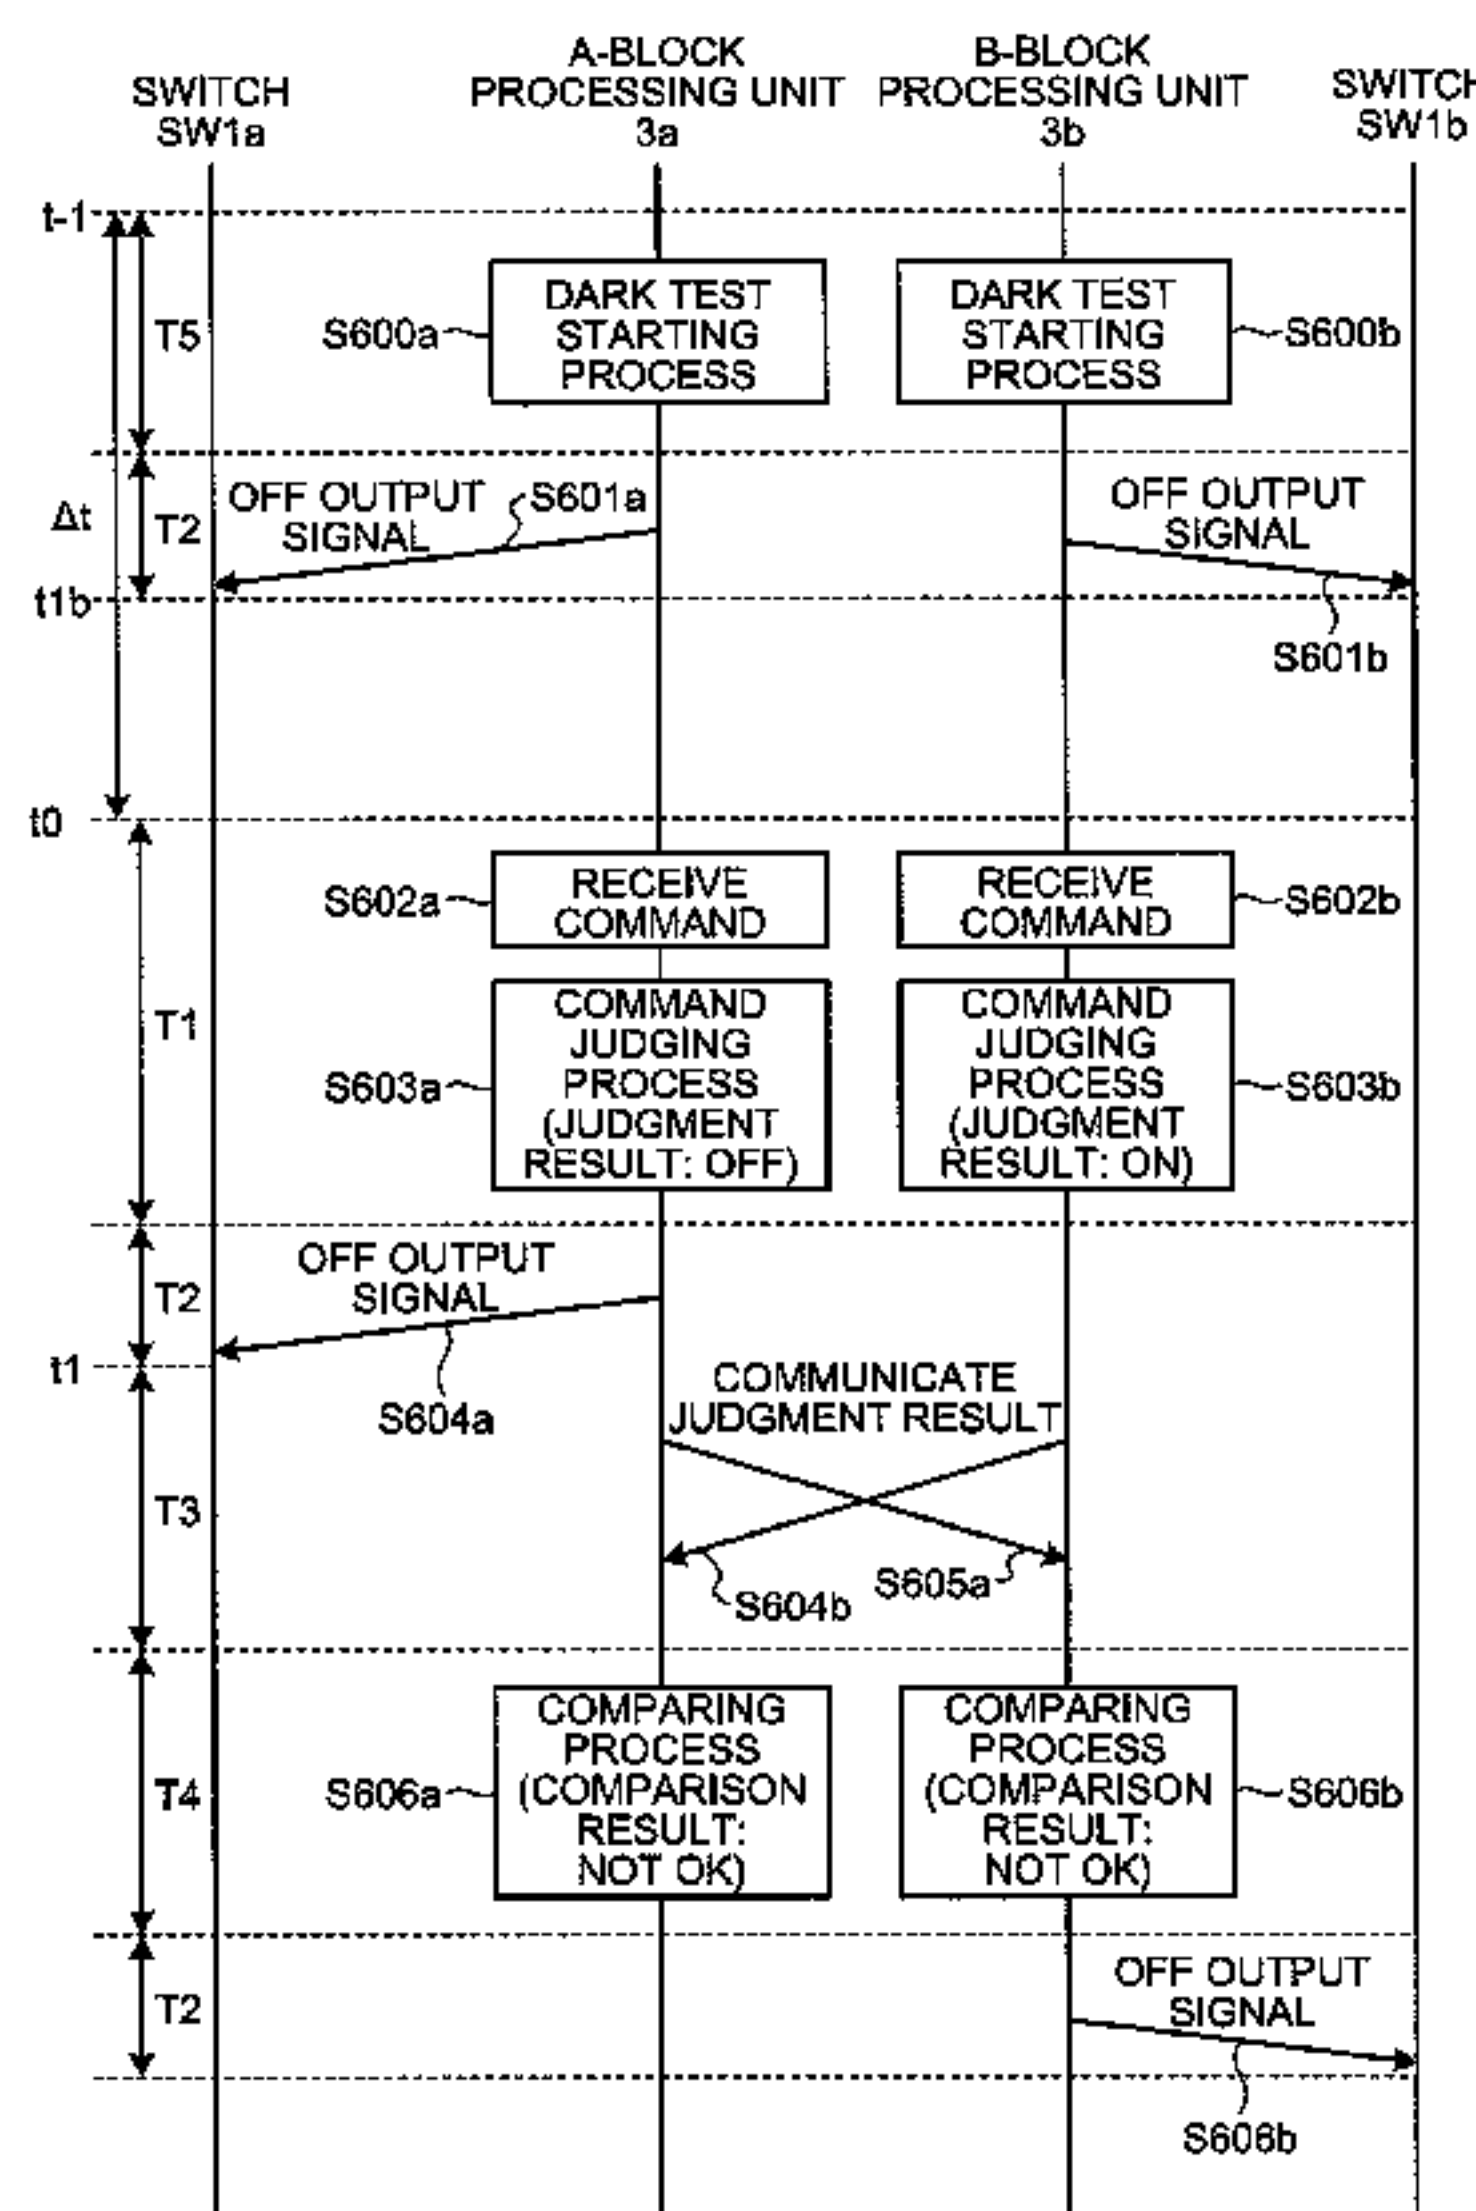 SWITCH
SW1a
A-BLOCK
PROCESSING UNIT
3a
B-BLOCK
PROCESSING UNIT
3b
SWITCH
SW1b
t-1
T5
S600a
DARK TEST
STARTING
PROCESS
DARK TEST
STARTING
PROCESS
S600b
Δt
T2
OFF OUTPUT
SIGNAL
S601a
OFF OUTPUT
SIGNAL
S601b
t1b
t0
T1
S602a
RECEIVE
COMMAND
RECEIVE
COMMAND
S602b
S603a
COMMAND
JUDGING
PROCESS
(JUDGMENT
RESULT: OFF)
COMMAND
JUDGING
PROCESS
(JUDGMENT
RESULT: ON)
S603b
T2
OFF OUTPUT
SIGNAL
S604a
t1
COMMUNICATE
JUDGMENT RESULT
T3
S604b
S605a
T4
S606a
COMPARING
PROCESS
(COMPARISON
RESULT:
NOT OK)
COMPARING
PROCESS
(COMPARISON
RESULT:
NOT OK)
S606b
T2
OFF OUTPUT
SIGNAL
S606b